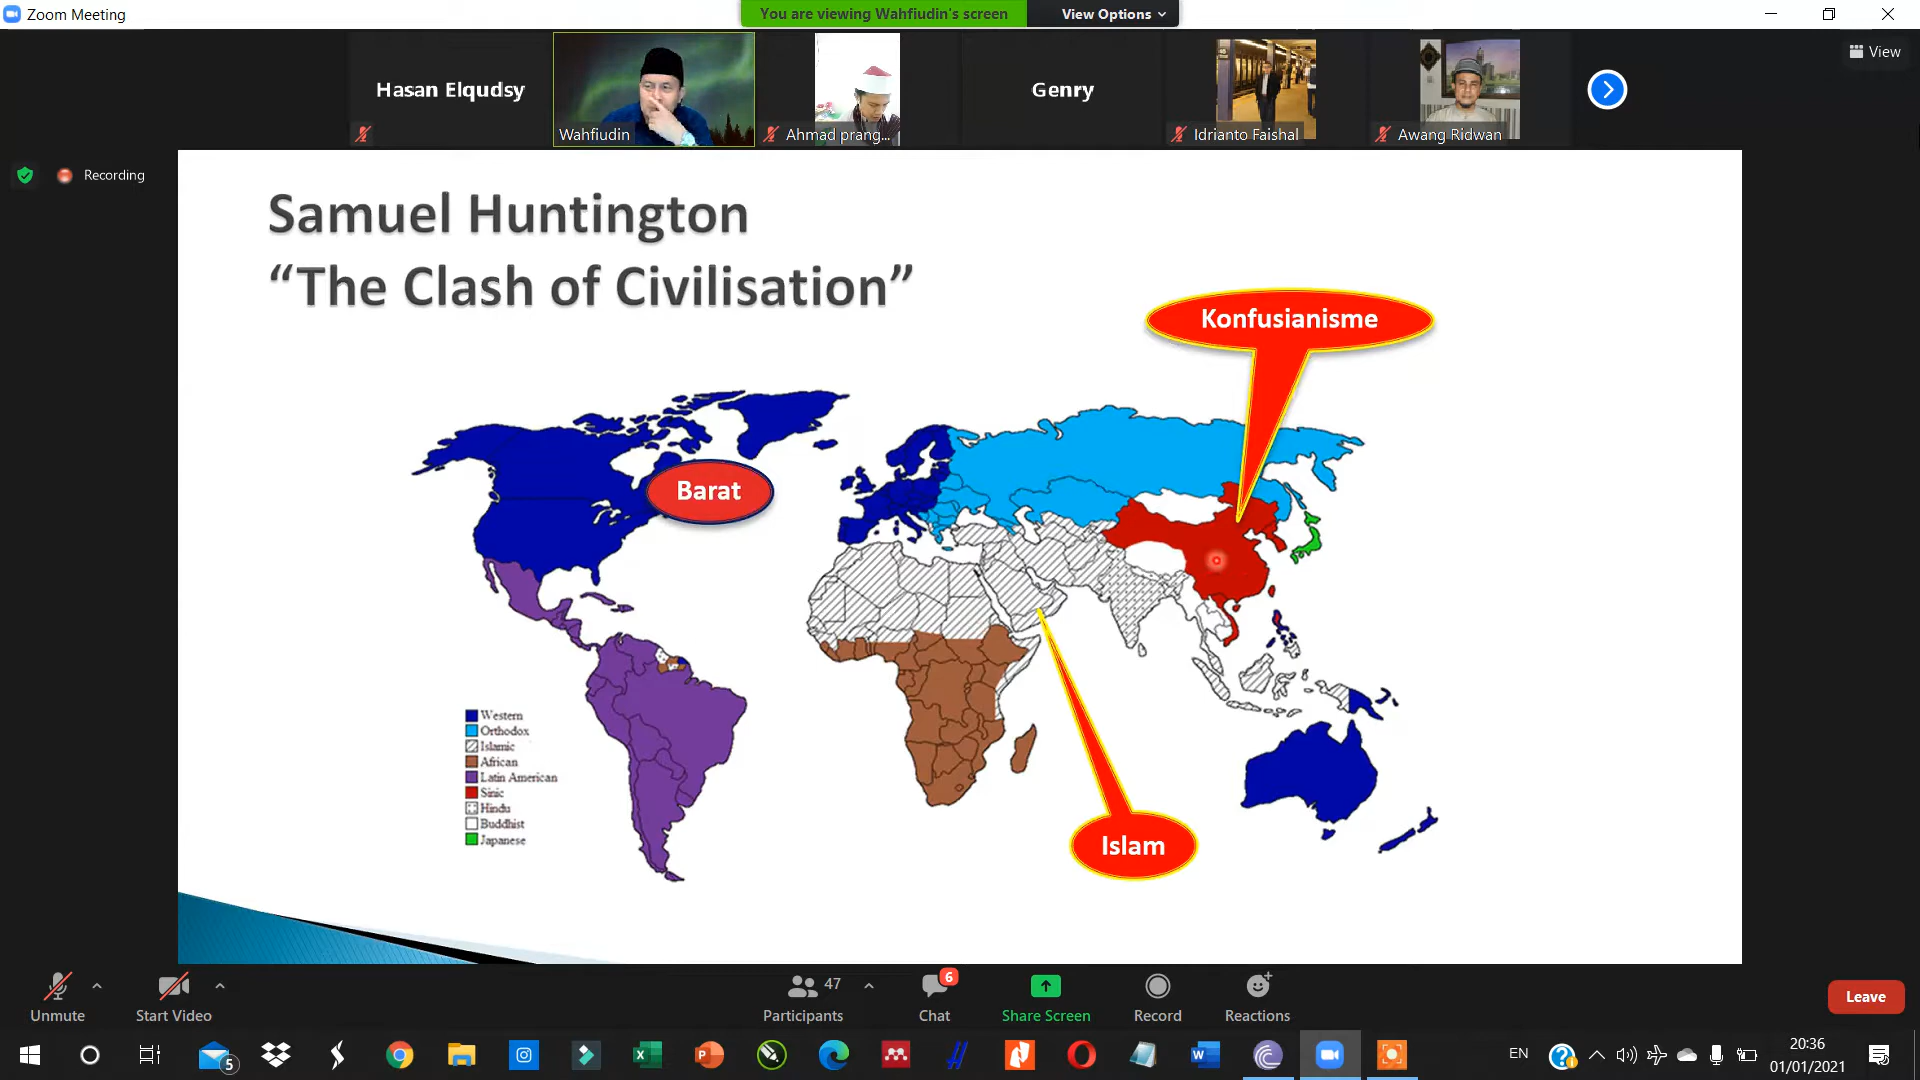 Zoom Meeting
You are viewing Wahfiudin's screen
View Options
View
Hasan Elqudsy
Wahfiudin
Ahmad prang...
Genry
Idrianto Faishal
Awang Ridwan
Recording
Samuel Huntington
“The Clash of Civilisation”
Konfusianisme
Barat
Islam
Western
Orthodox
Islamic
African
Latin American
Sinic
Hindu
Buddhist
Japanese
Unmute
Start Video
47
Participants
6
Chat
Share Screen
Record
Reactions
Leave
5
EN
20:36
01/01/2021